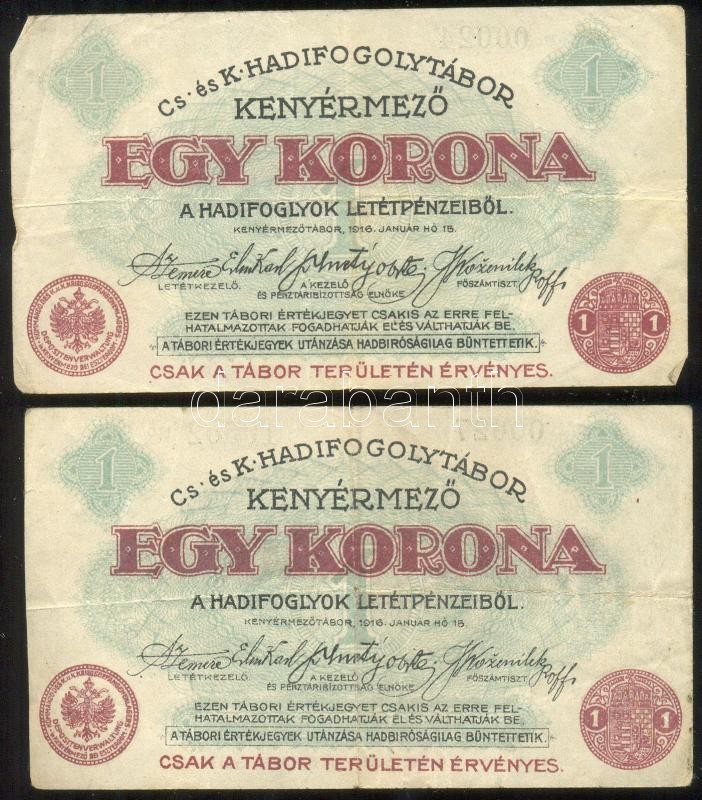 1 1
Cs. és K. HADIFOGOLYTÁBOR
KENYÉRMEZŐ
EGY KORONA
A HADIFOGLYOK LETÉTPÉNZEIBŐL.
KENYÉRMEZŐTÁBOR, 1916. JANUÁR HÓ 15.
LETÉTKEZELŐ. A KEZELŐ FŐSZÁMTISZT.
ÉS PÉNZTÁRIBIZOTTSÁG ELNÖKE
EZEN TÁBORI ÉRTÉKJEGYET CSAKIS AZ ERRE FEL-
HATALMAZOTTAK FOGADHATJÁK EL ÉS VÁLTHATJÁK BE.
DEPOSITENVERWALTUNG
1 1
A TÁBORI ÉRTÉKJEGYEK UTÁNZÁSA HADBIRÓSÁGILAG BÜNTETTETIK.
CSAK A TÁBOR TERÜLETÉN ÉRVÉNYES.
darabanth
1 1
Cs. és K. HADIFOGOLYTÁBOR
KENYÉRMEZŐ
EGY KORONA
A HADIFOGLYOK LETÉTPÉNZEIBŐL.
KENYÉRMEZŐTÁBOR, 1916. JANUÁR HÓ 15.
LETÉTKEZELŐ. A KEZELŐ FŐSZÁMTISZT.
ÉS PÉNZTÁRIBIZOTTSÁG ELNÖKE
EZEN TÁBORI ÉRTÉKJEGYET CSAKIS AZ ERRE FEL-
HATALMAZOTTAK FOGADHATJÁK EL ÉS VÁLTHATJÁK BE.
DEPOSITENVERWALTUNG
1 1
A TÁBORI ÉRTÉKJEGYEK UTÁNZÁSA HADBIRÓSÁGILAG BÜNTETTETIK.
CSAK A TÁBOR TERÜLETÉN ÉRVÉNYES.